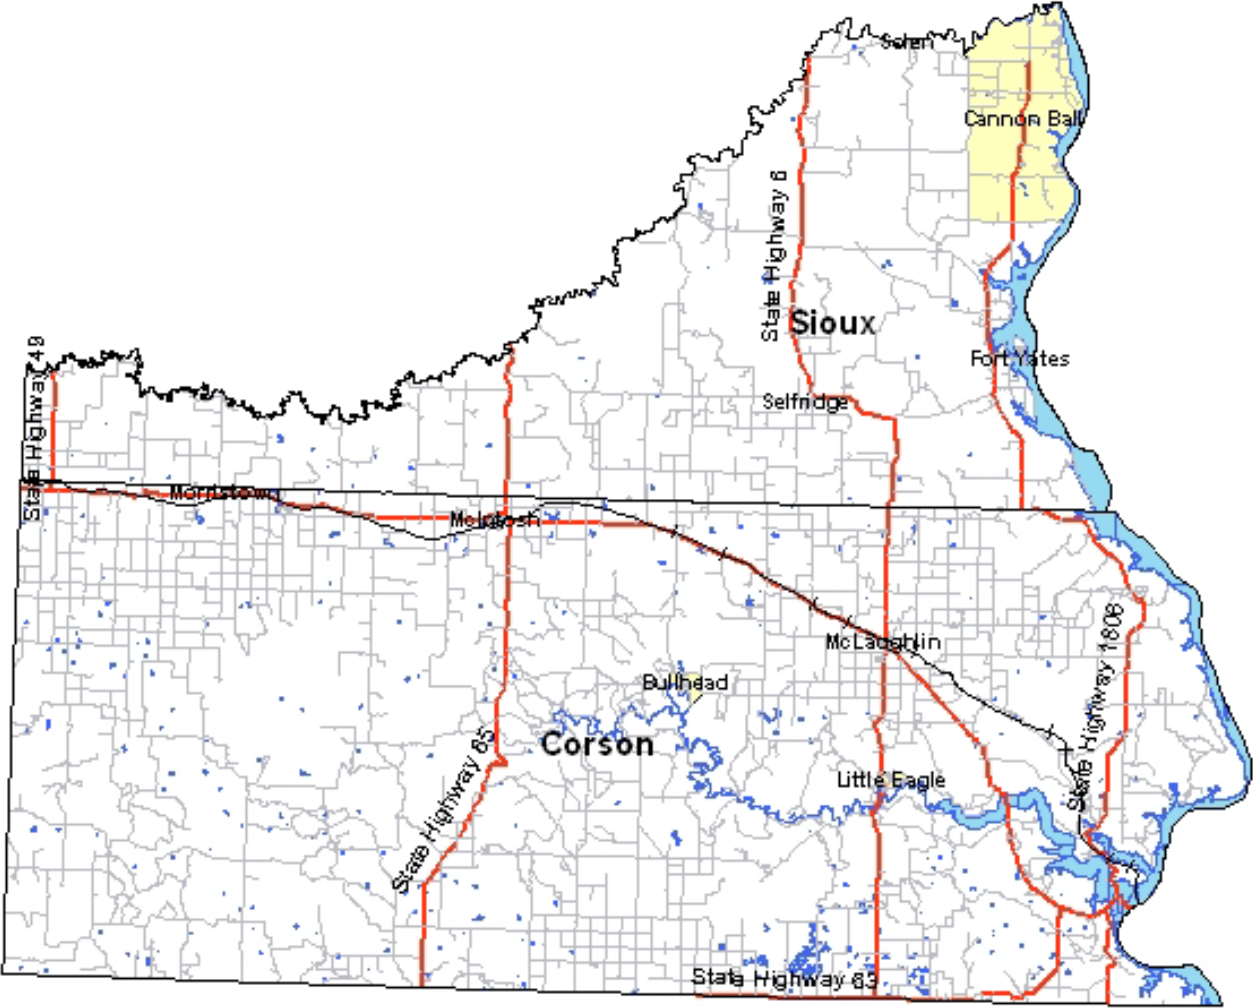 Solen
Cannon Ball
State Highway 6
Sioux
State Highway 49
Fort Yates
Selfridge
Morristown
McIntosh
McLaughlin
State Highway 1806
Bullhead
Corson
State Highway 65
Little Eagle
State Highway 63